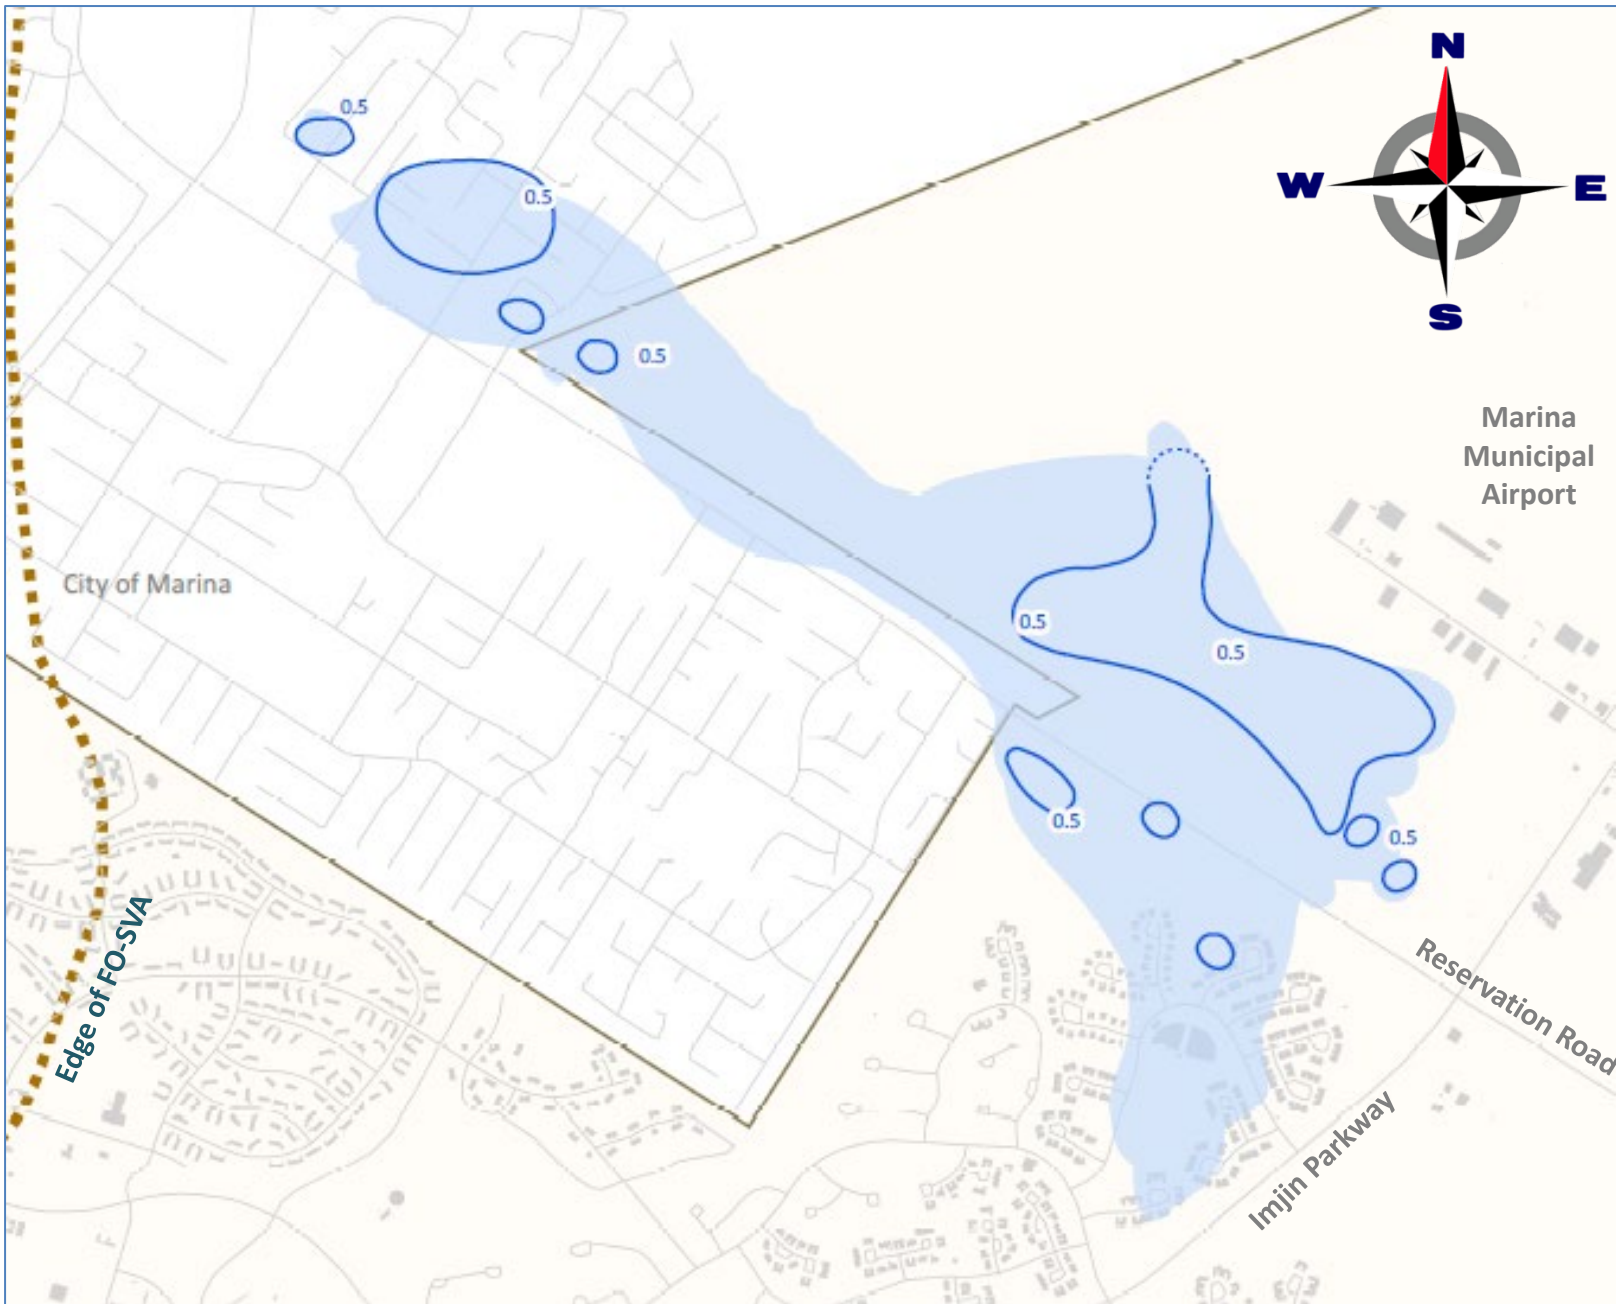 N
0.5
W
E
0.5
S
0.5
Marina
Municipal
Airport
City of Marina
0.5
0.5
0.5
0.5
Edge of FO-SVA
Reservation Road
Imjin Parkway